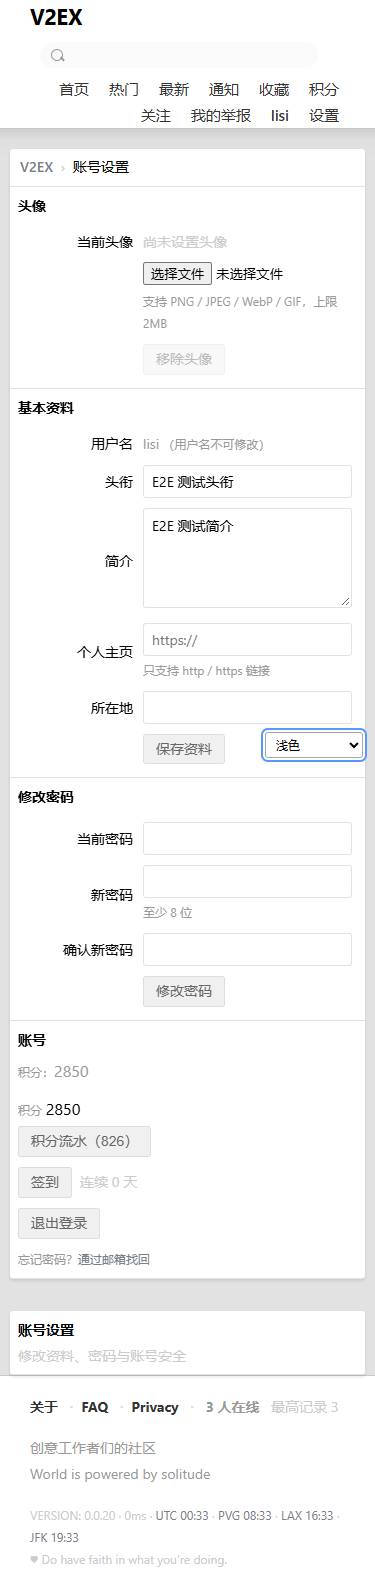 V2EX
首页 热门 最新 通知 收藏 积分
关注 我的举报 lisi 设置
V2EX › 账号设置
头像
当前头像 尚未设置头像
选择文件 未选择文件
支持 PNG / JPEG / WebP / GIF，上限
2MB
移除头像
基本资料
用户名 lisi （用户名不可修改）
头衔 E2E 测试头衔
简介 E2E 测试简介
个人主页 https://
只支持 http / https 链接
所在地
保存资料 浅色
修改密码
当前密码
新密码
至少 8 位
确认新密码
修改密码
账号
积分：2850
积分 2850
积分流水（826）
签到 连续 0 天
退出登录
忘记密码？通过邮箱找回
账号设置
修改资料、密码与账号安全
关于 · FAQ · Privacy · 3 人在线 最高记录 3
创意工作者们的社区
World is powered by solitude
VERSION: 0.0.20 · 0ms · UTC 00:33 · PVG 08:33 · LAX 16:33 ·
JFK 19:33
♥ Do have faith in what you're doing.